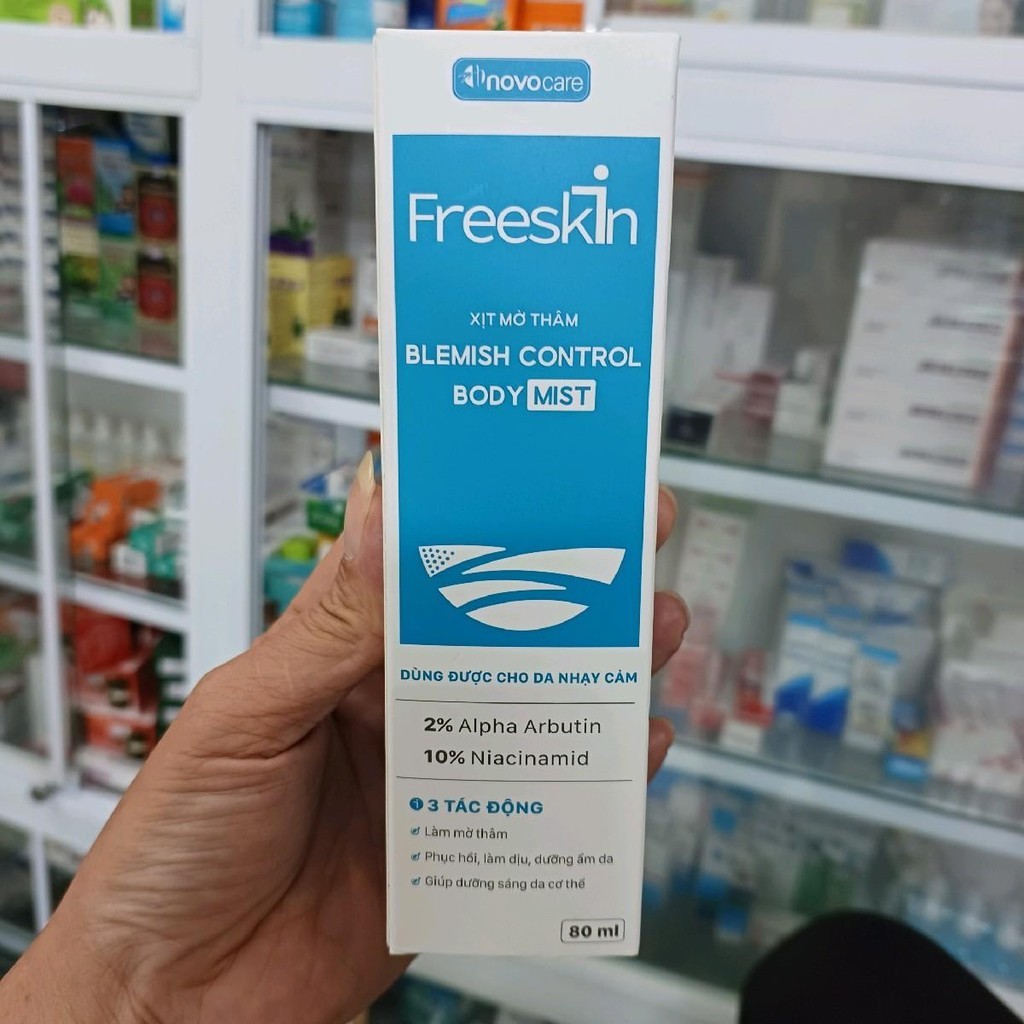 novocare
Freeskin
XỊT MỜ THÂM
BLEMISH CONTROL
BODY MIST
DÙNG ĐƯỢC CHO DA NHẠY CẢM
2% Alpha Arbutin
10% Niacinamid
3 TÁC ĐỘNG
Làm mờ thâm
Phục hồi, làm dịu, dưỡng ẩm da
Giúp dưỡng sáng da cơ thể
80 ml